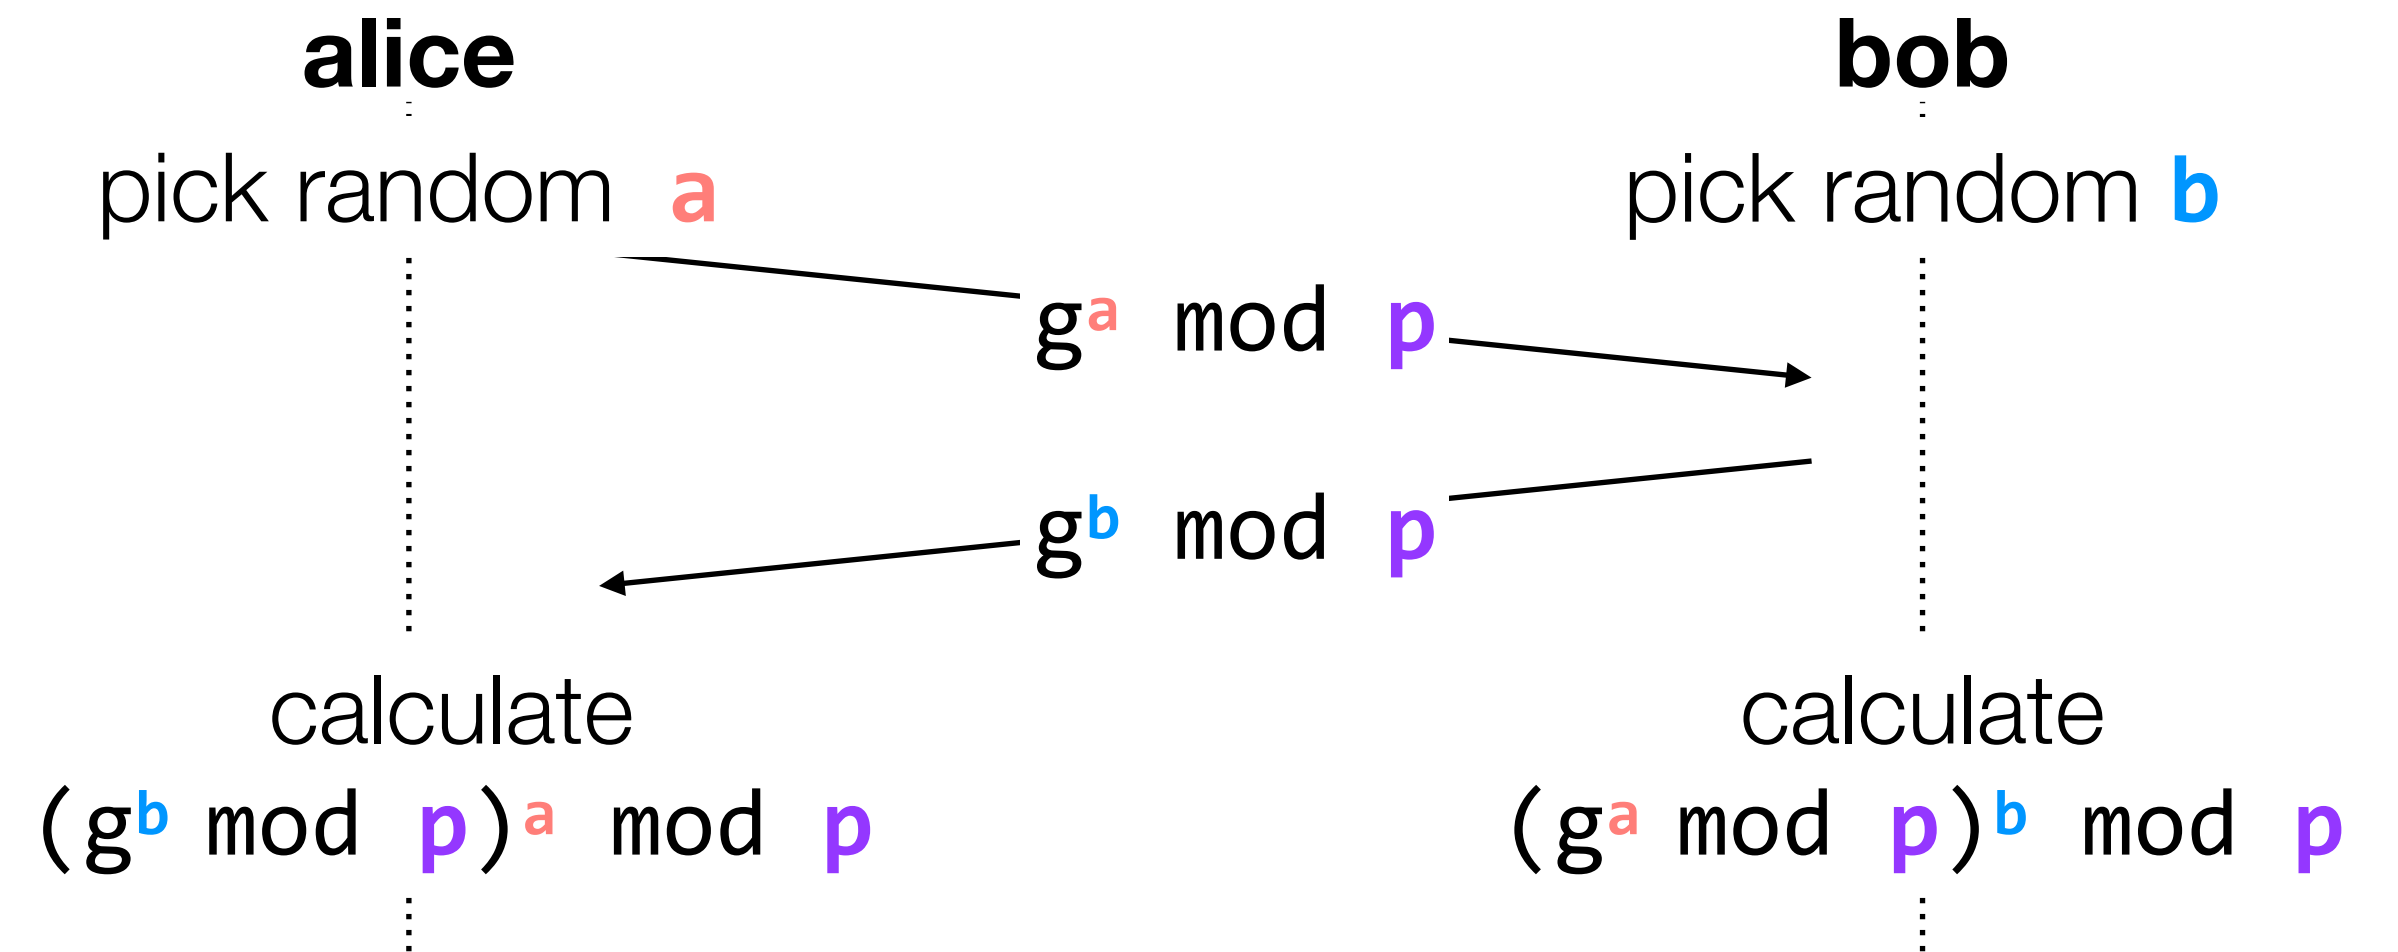 alice bob
pick random a pick random b
gᵃ mod p
gᵇ mod p
calculate calculate
(gᵇ mod p)ᵃ mod p (gᵃ mod p)ᵇ mod p